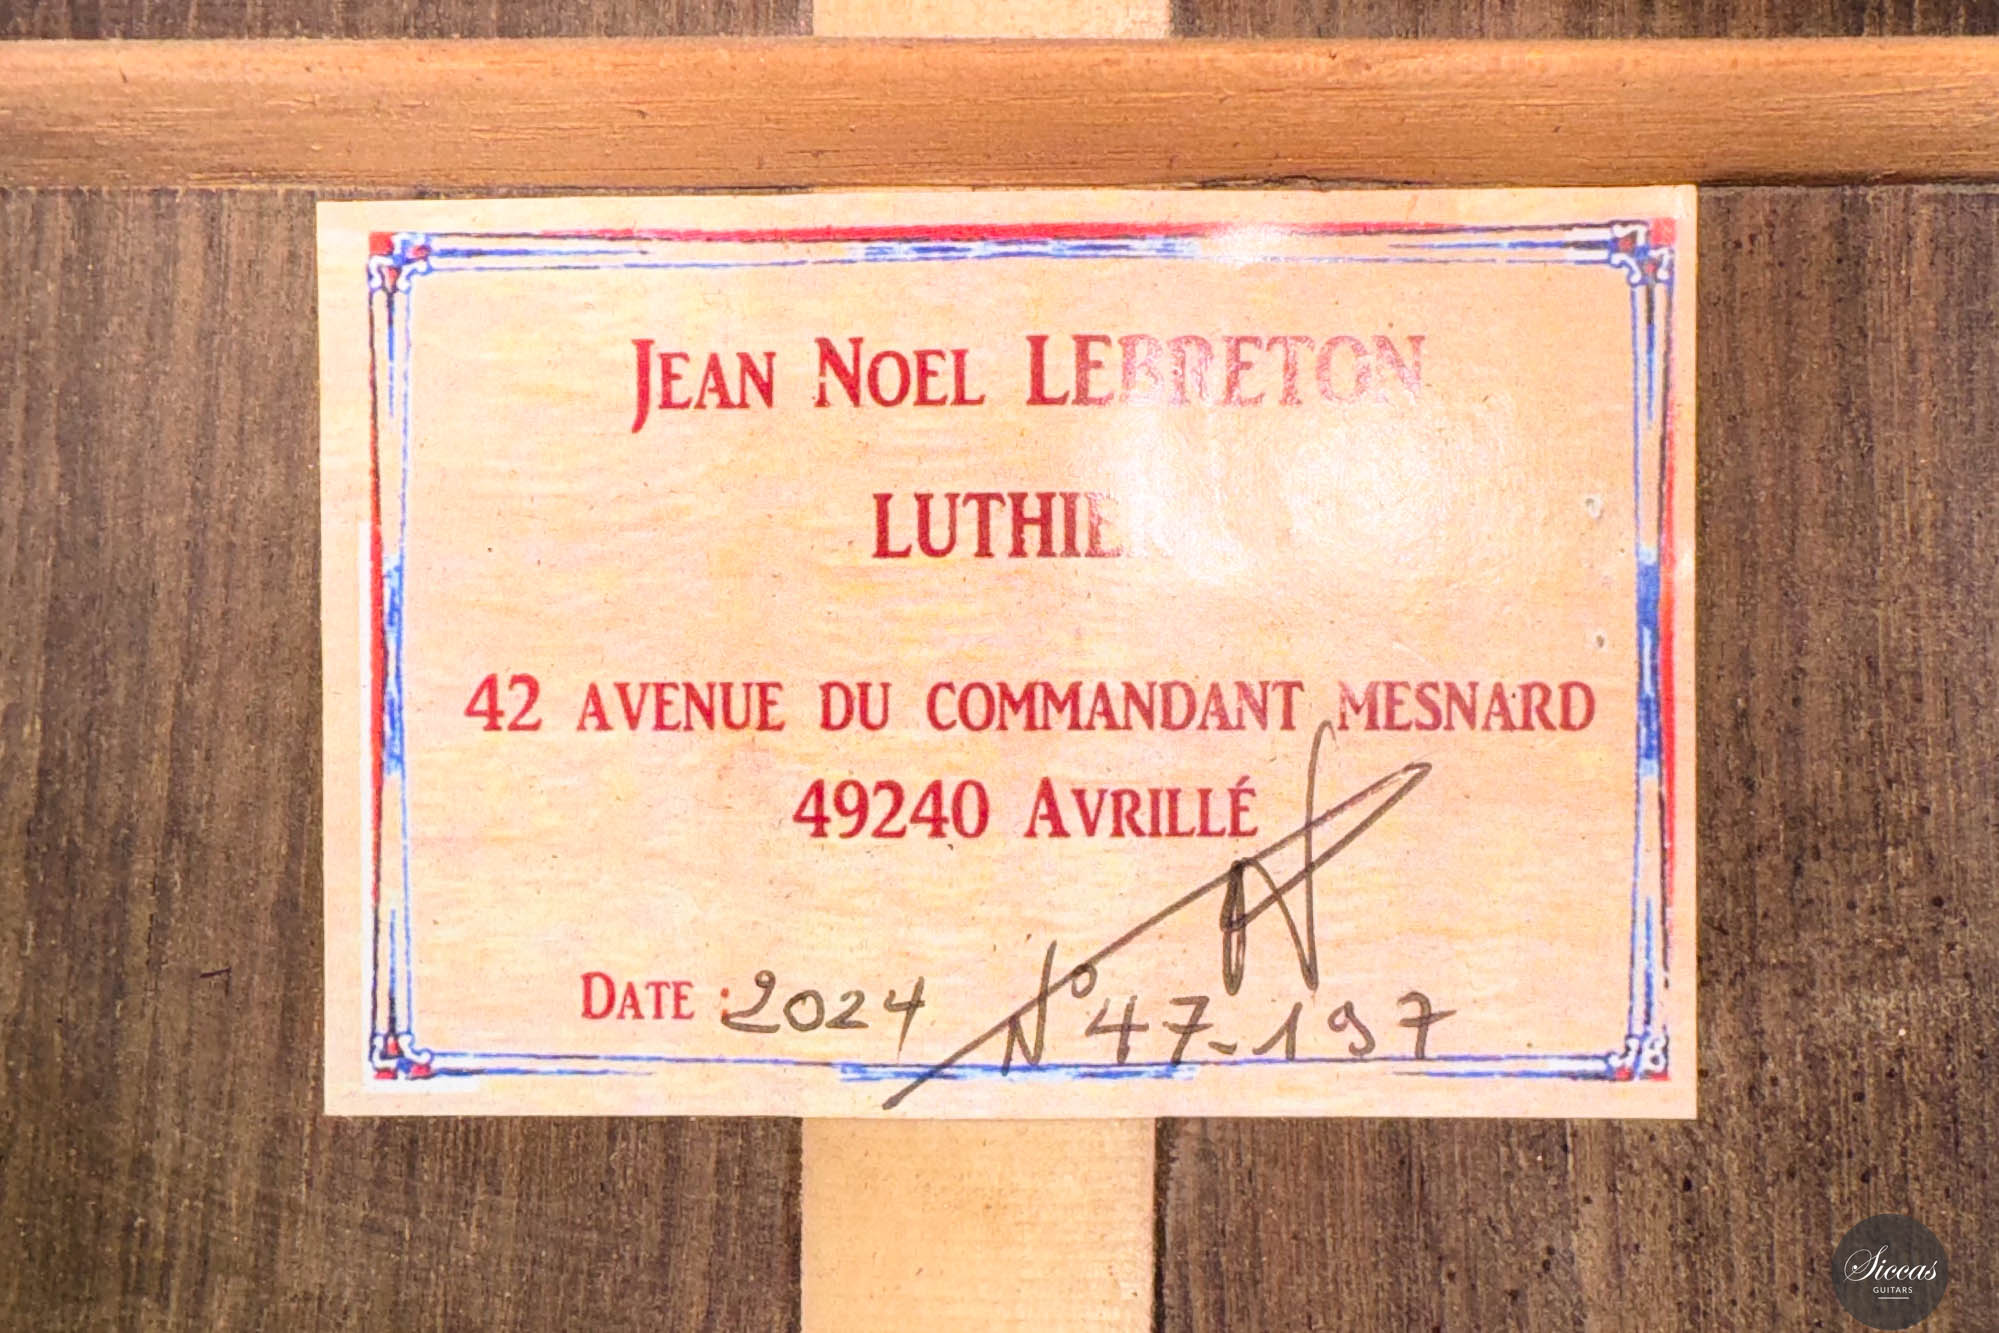 Jean Noel LEBRETON
LUTHIER
42 AVENUE DU COMMANDANT MESNARD
49240 AVRILLÉ
DATE : 2024 N° 47-197
Siccas
GUITARS